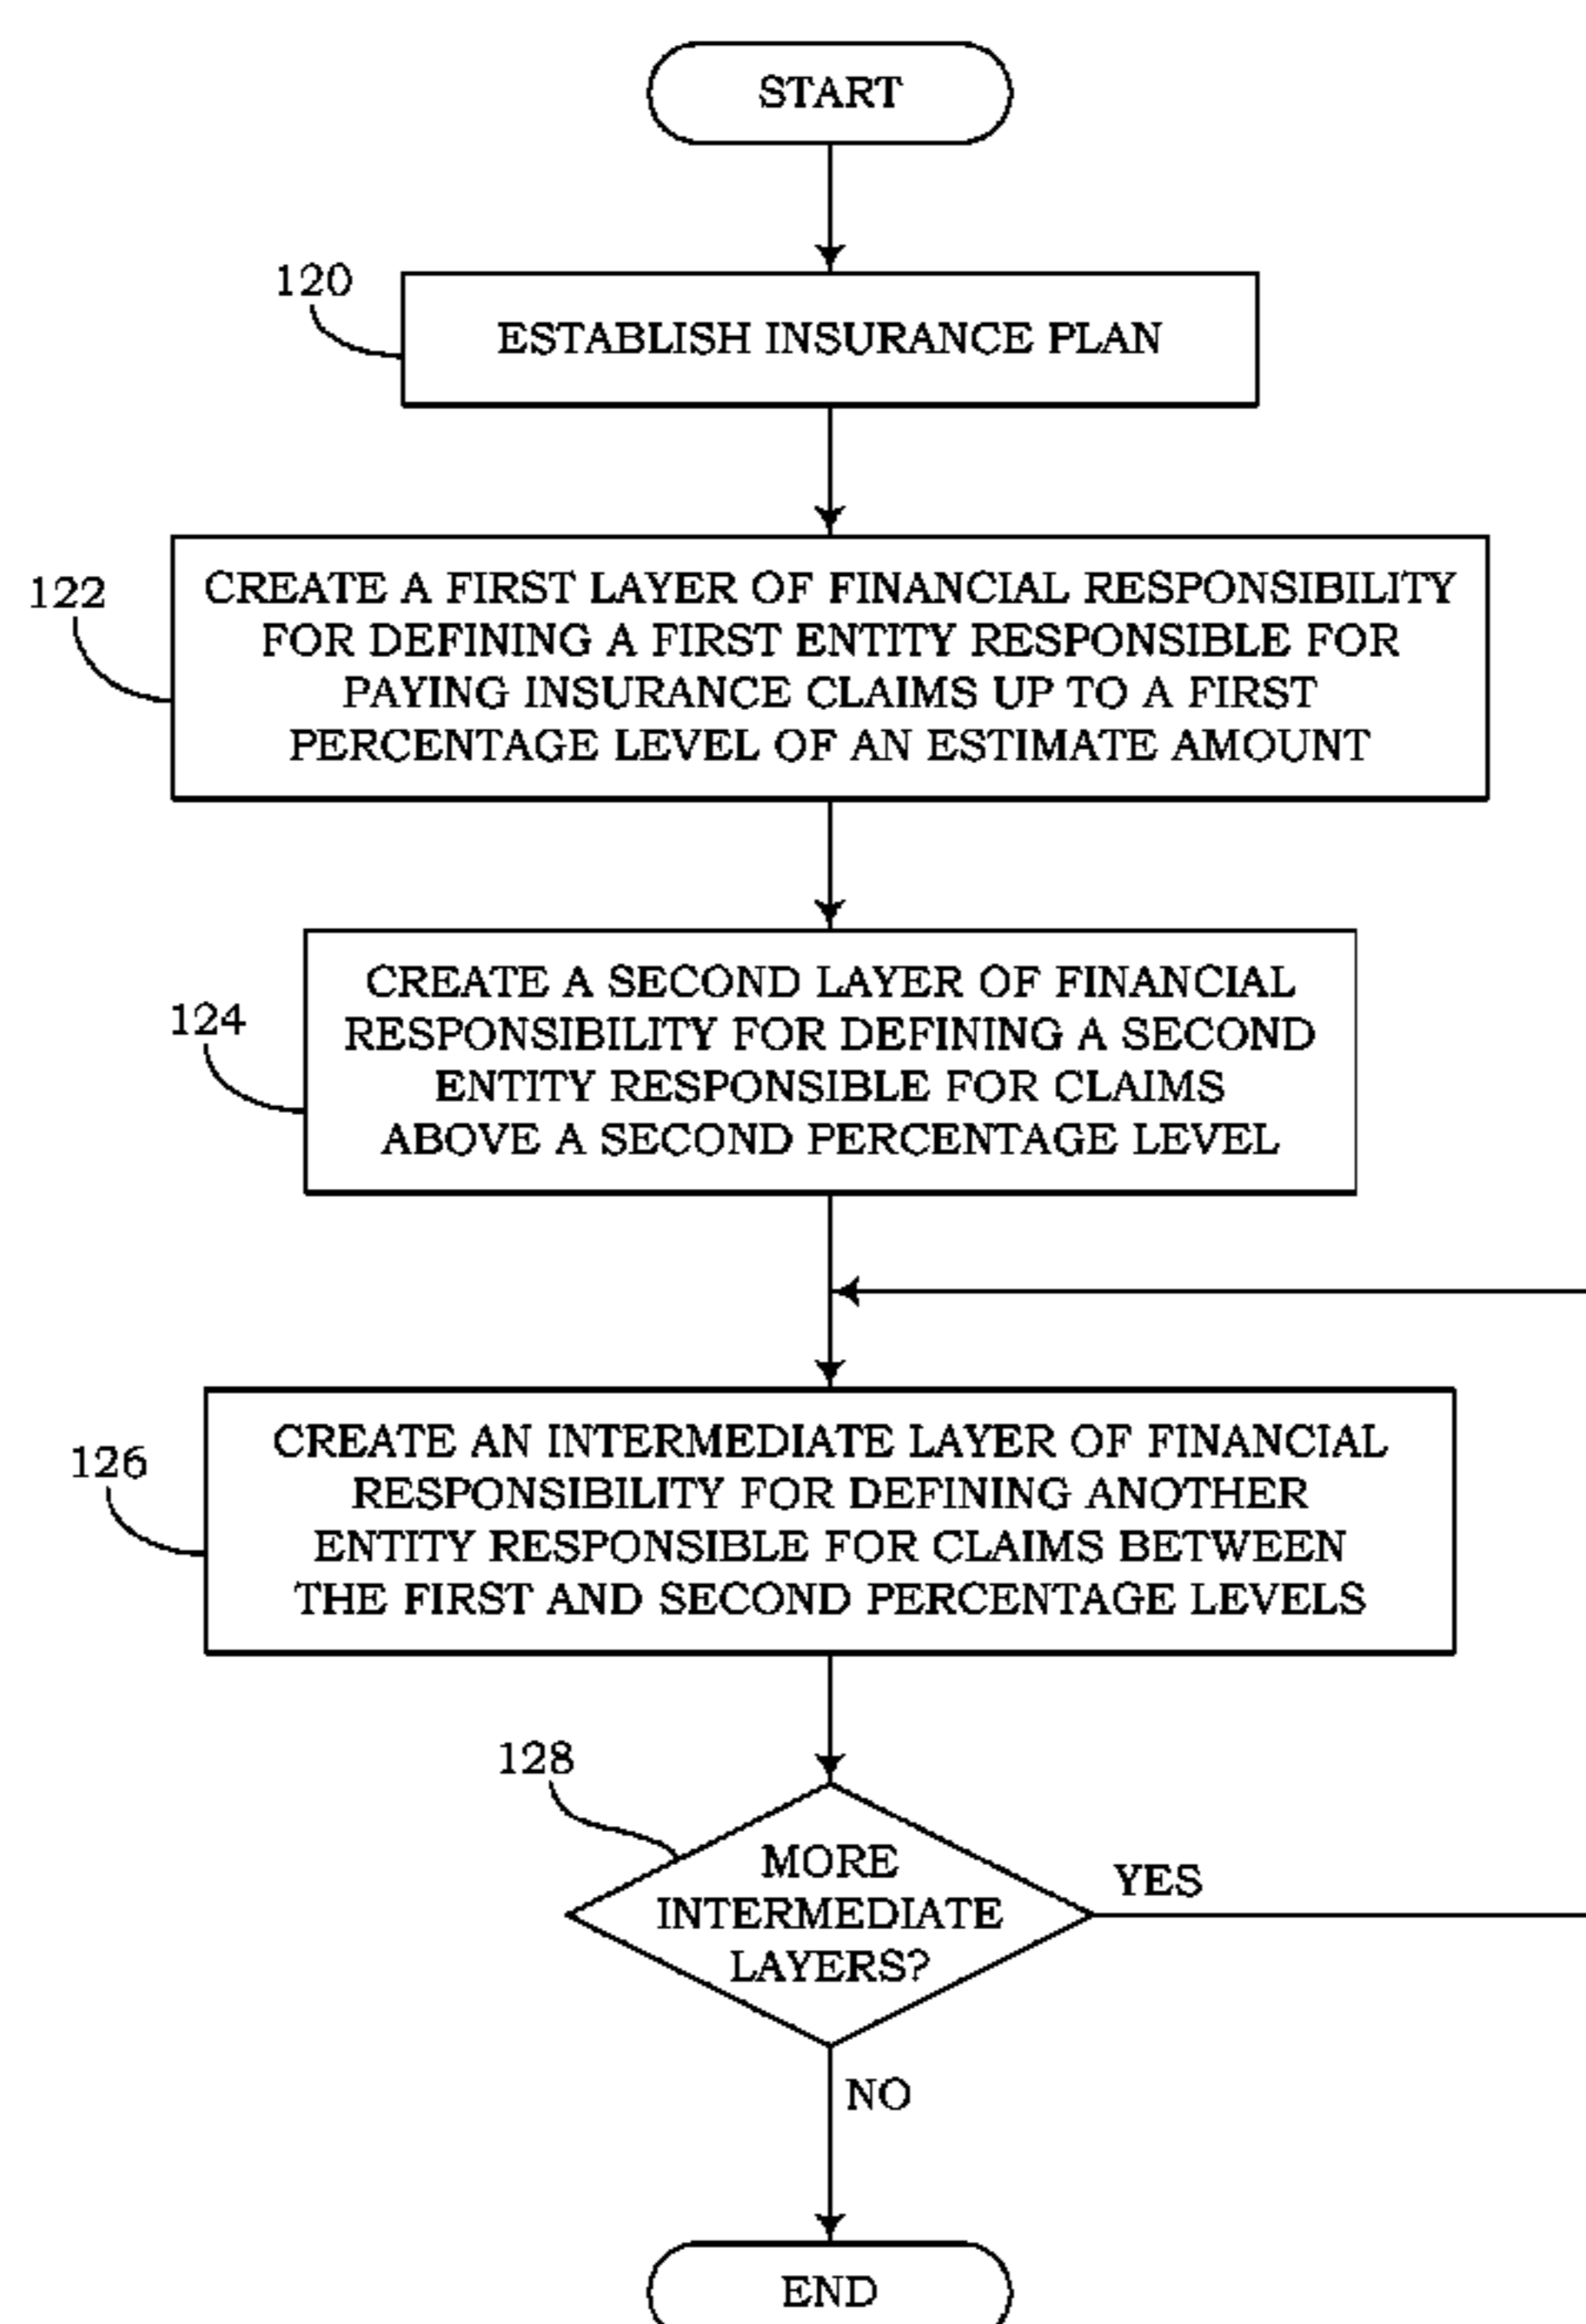 START
120
ESTABLISH INSURANCE PLAN
122
CREATE A FIRST LAYER OF FINANCIAL RESPONSIBILITY
FOR DEFINING A FIRST ENTITY RESPONSIBLE FOR
PAYING INSURANCE CLAIMS UP TO A FIRST
PERCENTAGE LEVEL OF AN ESTIMATE AMOUNT
124
CREATE A SECOND LAYER OF FINANCIAL
RESPONSIBILITY FOR DEFINING A SECOND
ENTITY RESPONSIBLE FOR CLAIMS
ABOVE A SECOND PERCENTAGE LEVEL
126
CREATE AN INTERMEDIATE LAYER OF FINANCIAL
RESPONSIBILITY FOR DEFINING ANOTHER
ENTITY RESPONSIBLE FOR CLAIMS BETWEEN
THE FIRST AND SECOND PERCENTAGE LEVELS
128
MORE
INTERMEDIATE
LAYERS?
YES
NO
END